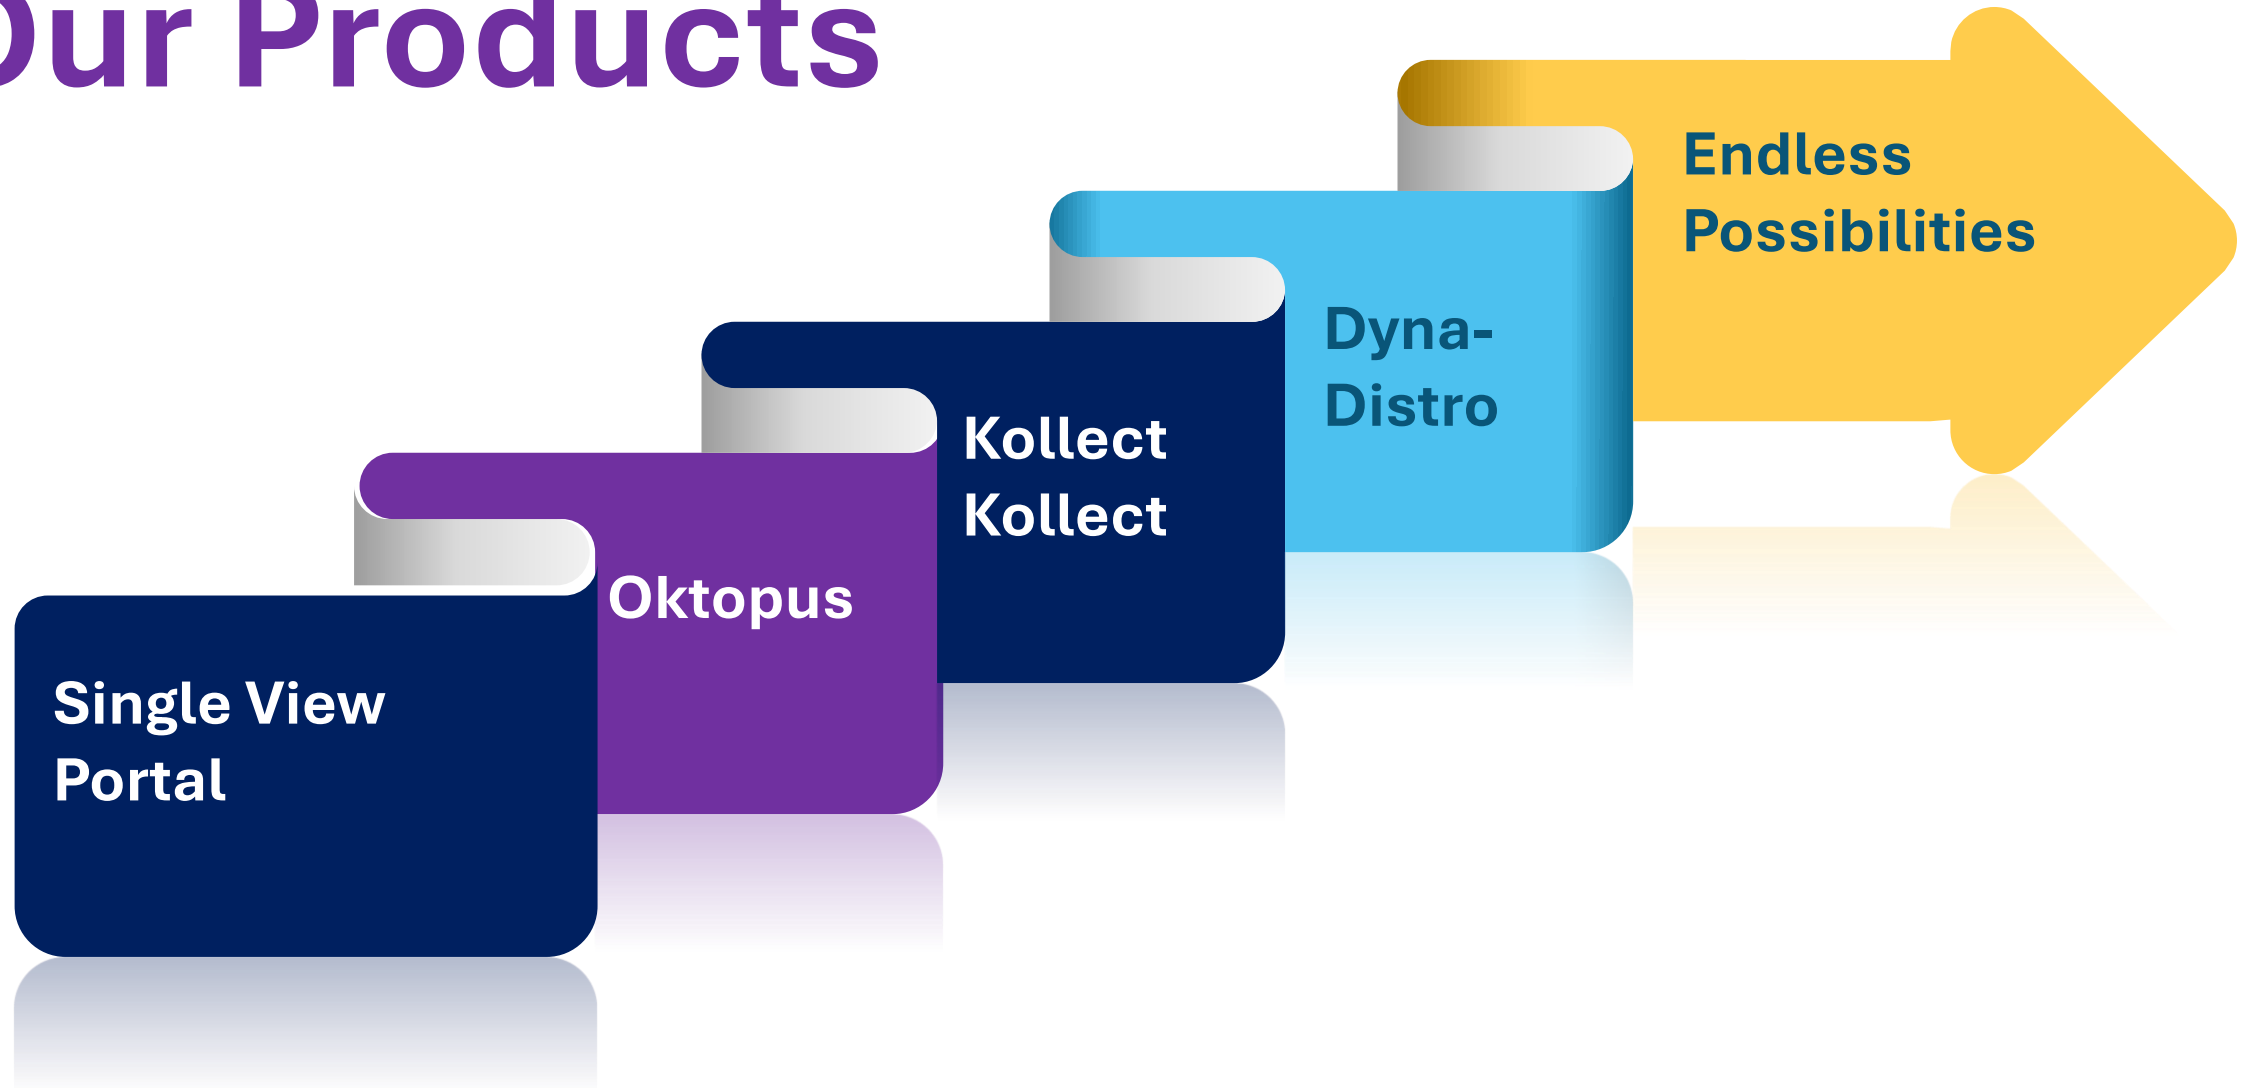 Our Products
Endless
Possibilities
Dyna-
Distro
Kollect
Kollect
Oktopus
Single View
Portal